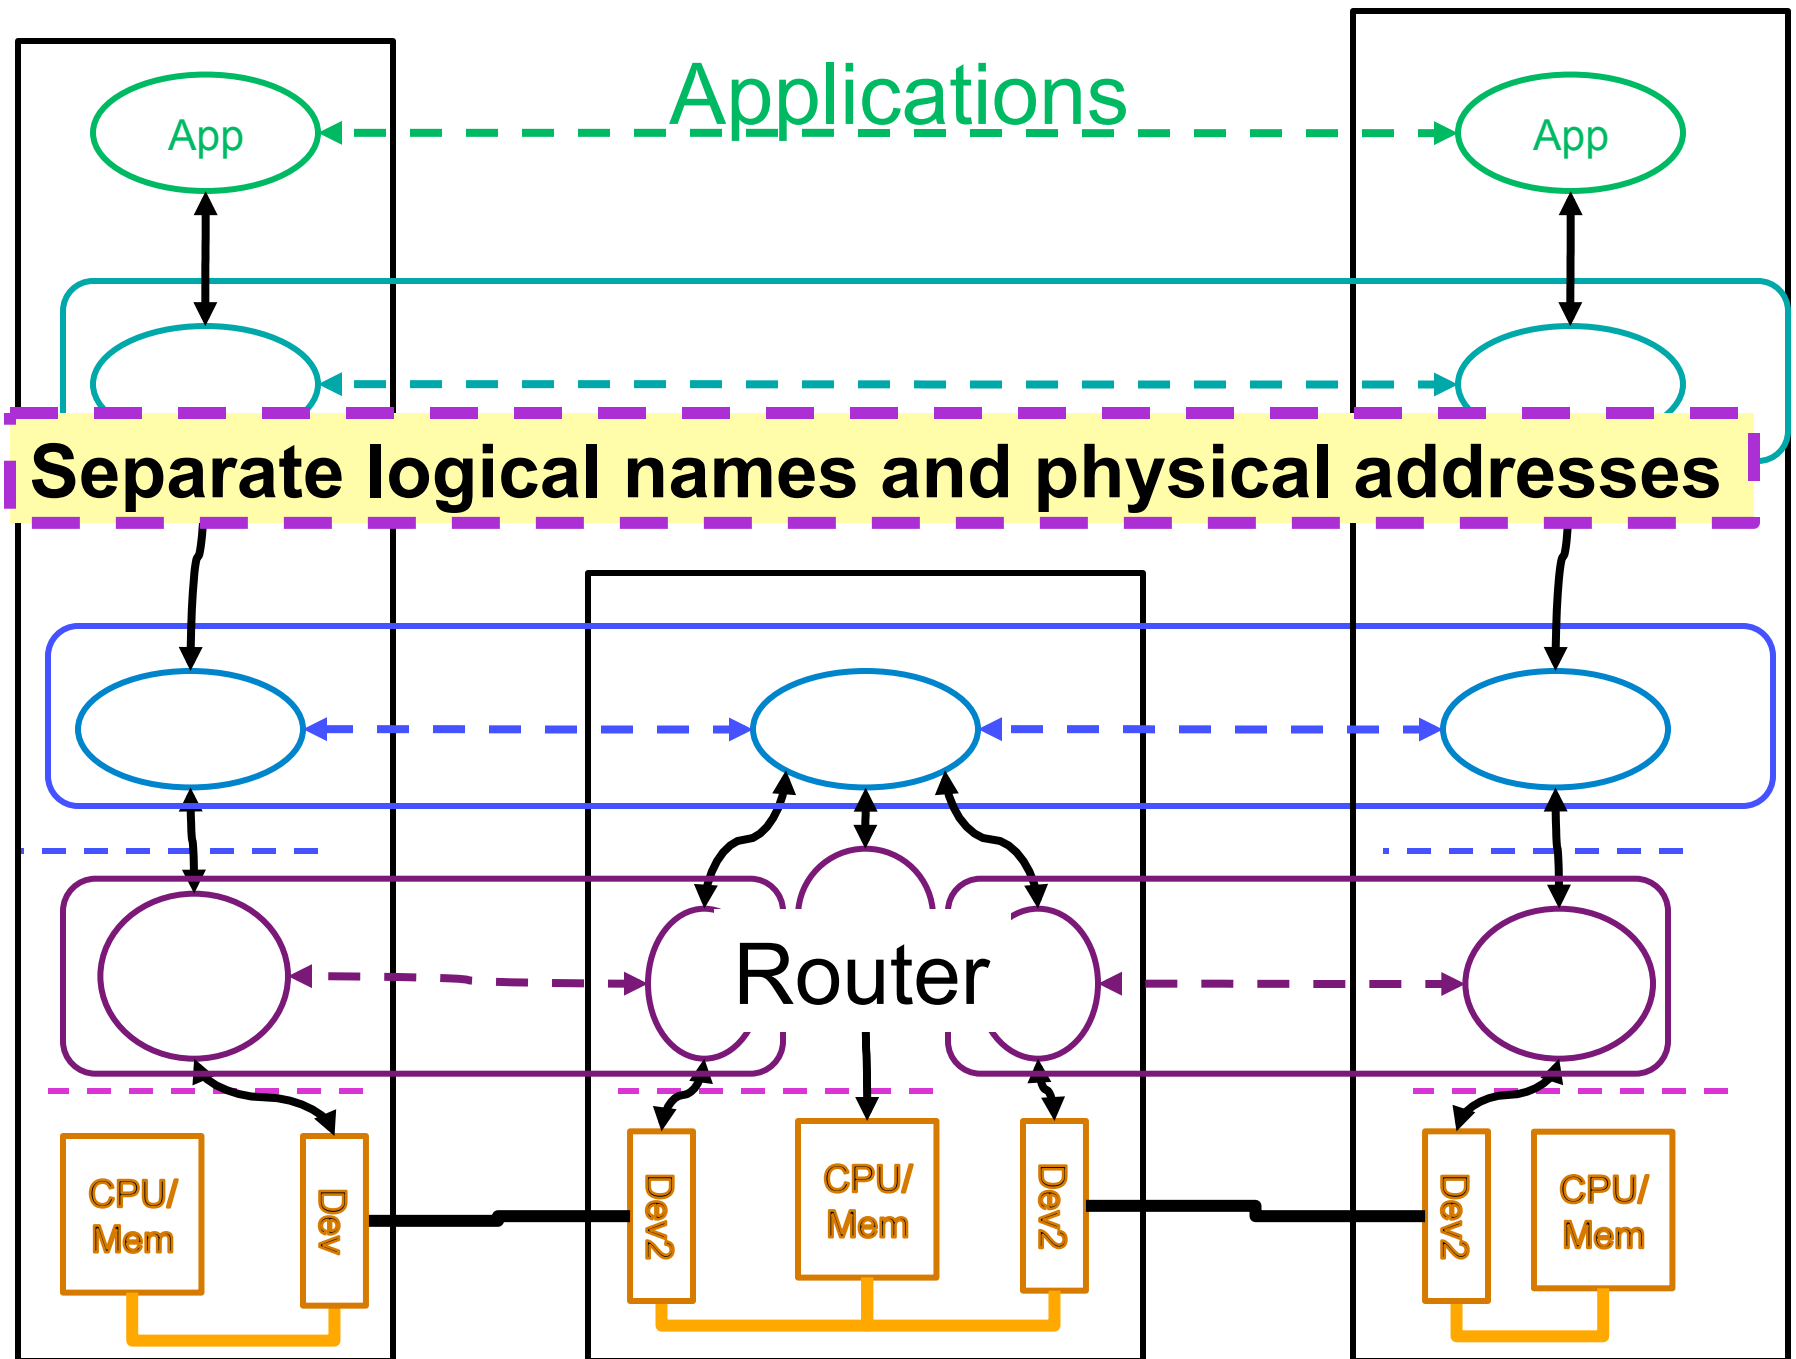 Applications
App
App
Separate logical names and physical addresses
Router
CPU/
Mem
Dev
Dev2
CPU/
Mem
Dev2
Dev2
CPU/
Mem